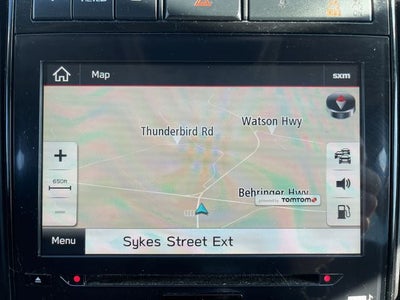 Map
sxm
Watson Hwy
Thunderbird Rd
+
650ft
Behringer Hwy
powered by TOMTOM
Menu
Sykes Street Ext